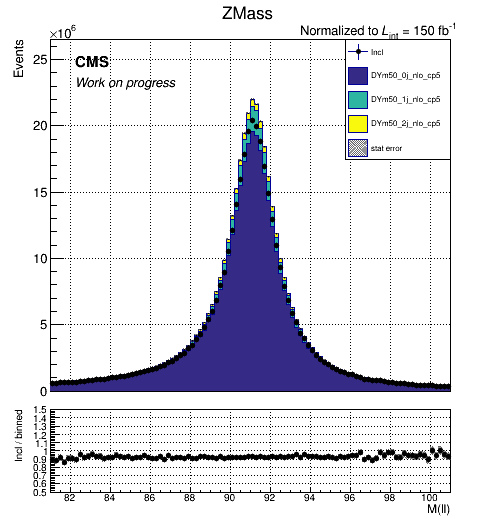 ZMass
×10⁶
Normalized to L_int = 150 fb⁻¹
Events
CMS
Work on progress
Incl
DYm50_0j_nlo_cp5
DYm50_1j_nlo_cp5
DYm50_2j_nlo_cp5
stat error
25
20
15
10
5
0
Incl / binned
1.5
1.4
1.3
1.2
1.1
1
0.9
0.8
0.7
0.6
0.5
82 84 86 88 90 92 94 96 98 100
M(ll)